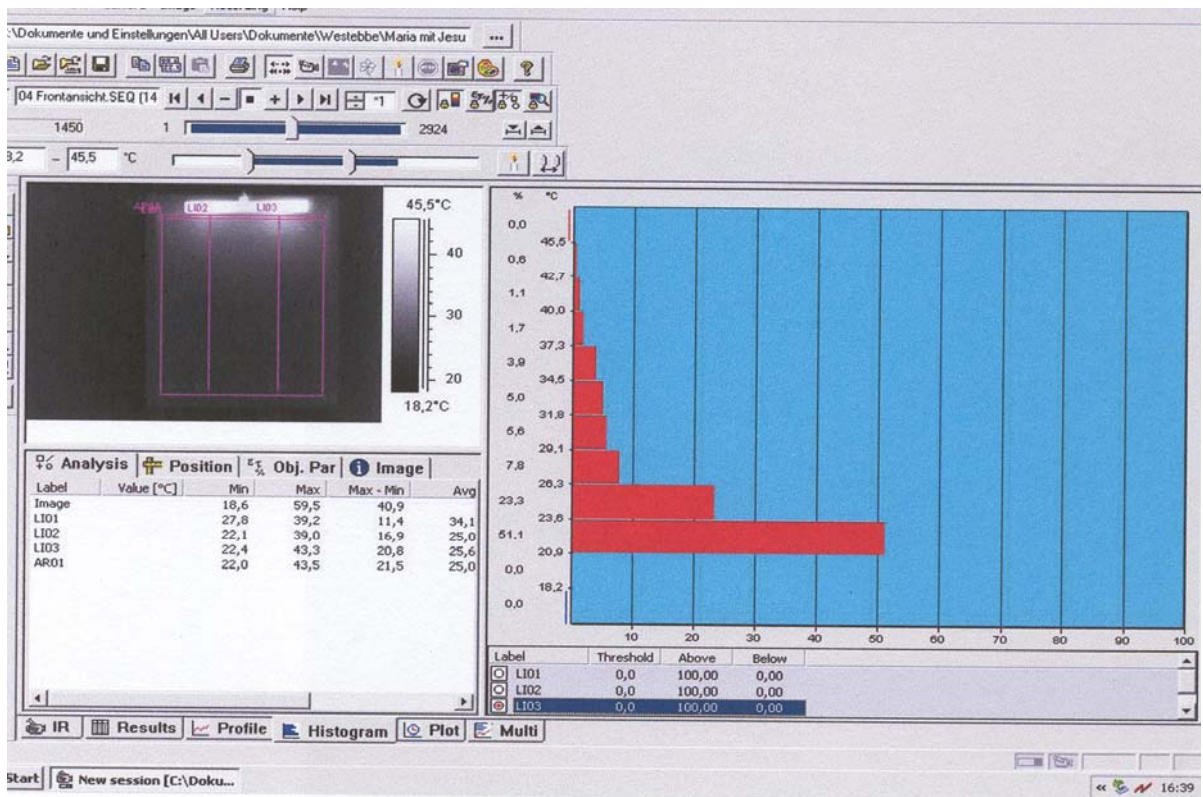 :\Dokumente und Einstellungen\All Users\Dokumente\Westebbe\Maria mit Jesu ...
04 Frontansicht.SEQ (14
1450 1 2924
3,2 - 45,5 °C
AR01 LI02 LI03
45,5°C
40
30
20
18,2°C
% °C
0,0
45,5
0,6
42,7
1,1
40,0
1,7
37,3
3,9
34,5
5,0
31,8
5,6
29,1
7,8
26,3
23,3
23,6
51,1
20,9
0,0
18,2
0,0
10 20 30 40 50 60 70 80 90 100
Analysis Position Obj. Par Image
Label Value [°C] Min Max Max - Min Avg
Image 18,6 59,5 40,9
LI01 27,8 39,2 11,4 34,1
LI02 22,1 39,0 16,9 25,0
LI03 22,4 43,3 20,8 25,6
AR01 22,0 43,5 21,5 25,0
Label Threshold Above Below
LI01 0,0 100,00 0,00
LI02 0,0 100,00 0,00
LI03 0,0 100,00 0,00
IR Results Profile Histogram Plot Multi
Start New session [C:\Doku...
« 16:39